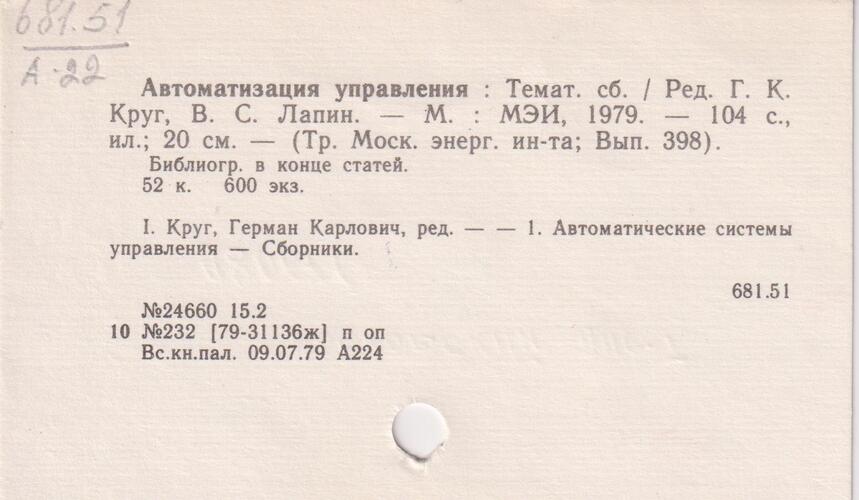 681.51
А-22
Автоматизация управления : Темат. сб. / Ред. Г. К.
Круг, В. С. Лапин. — М. : МЭИ, 1979. — 104 с.,
ил.; 20 см. — (Тр. Моск. энерг. ин-та; Вып. 398).
Библиогр. в конце статей.
52 к. 600 экз.
I. Круг, Герман Карлович, ред. — — 1. Автоматические системы
управления — Сборники.
681.51
№24660 15.2
10 №232 [79-31136ж] п оп
Вс.кн.пал. 09.07.79 А224